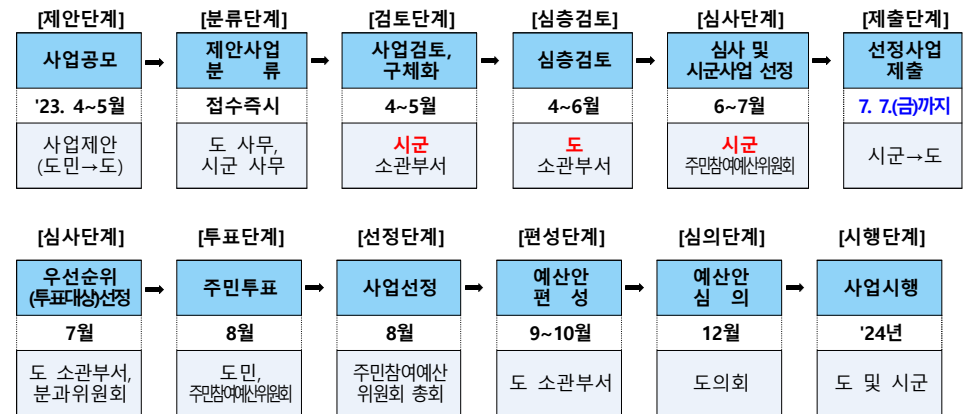 [제안단계] [분류단계] [검토단계] [심층검토] [심사단계] [제출단계]
사업공모 → 제안사업 분 류 → 사업검토, 구체화 → 심층검토 → 심사 및 시군사업 선정 → 선정사업 제출
'23. 4~5월 접수즉시 4~5월 4~6월 6~7월 7. 7.(금)까지
사업제안 도 사무, 시군 도 시군 시군→도
(도민→도) 시군 사무 소관부서 소관부서 주민참여예산위원회
[심사단계] [투표단계] [선정단계] [편성단계] [심의단계] [시행단계]
우선순위 (투표대상)선정 → 주민투표 → 사업선정 → 예산안 편 성 → 예산안 심 의 → 사업시행
7월 8월 8월 9~10월 12월 '24년
도 소관부서, 도민, 주민참여예산 도 소관부서 도의회 도 및 시군
분과위원회 주민참여예산위원회 위원회 총회